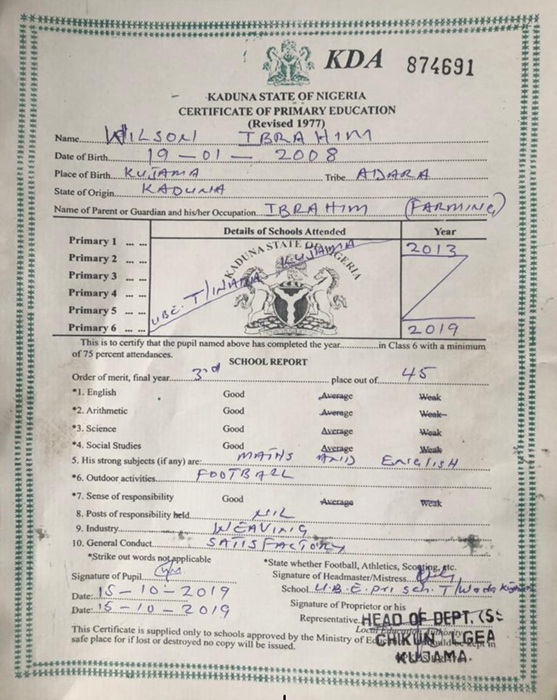 KDA 874691
KADUNA STATE OF NIGERIA
CERTIFICATE OF PRIMARY EDUCATION
(Revised 1977)
Name WILSON IBRAHIM
Date of Birth 19-01-2008
Place of Birth KUJAMA Tribe ADARA
State of Origin KADUNA
Name of Parent or Guardian and his/her Occupation IBRAHIM (FARMING)
Details of Schools Attended Year
Primary 1 2013
Primary 2
Primary 3
Primary 4
Primary 5
Primary 6 2019
KADUNA STATE OF NIGERIA
UBE. T/ KUJAMA
This is to certify that the pupil named above has completed the year in Class 6 with a minimum
of 75 percent attendances.
SCHOOL REPORT
Order of merit, final year 3rd place out of 45
*1. English Good Average Weak
*2. Arithmetic Good Average Weak
*3. Science Good Average Weak
*4. Social Studies Good Average Weak
5. His strong subjects (if any) are: MATHS AND ENGLISH
*6. Outdoor activities FOOTBALL
*7. Sense of responsibility Good Average Weak
8. Posts of responsibility held NIL
9. Industry WEAVING
10. General Conduct SATISFACTORY
*Strike out words not applicable *State whether Football, Athletics, Scouting, etc.
Signature of Pupil Signature of Headmaster/Mistress
Date: 15-10-2019 School U.B.E. pri sch. T/Wada
Date: 16-10-2019 Signature of Proprietor or his
Representative HEAD OF DEPT.
Local
This Certificate is supplied only to schools approved by the Ministry of CHIKUN LGEA
safe place for if lost or destroyed no copy will be issued. KUJAMA.